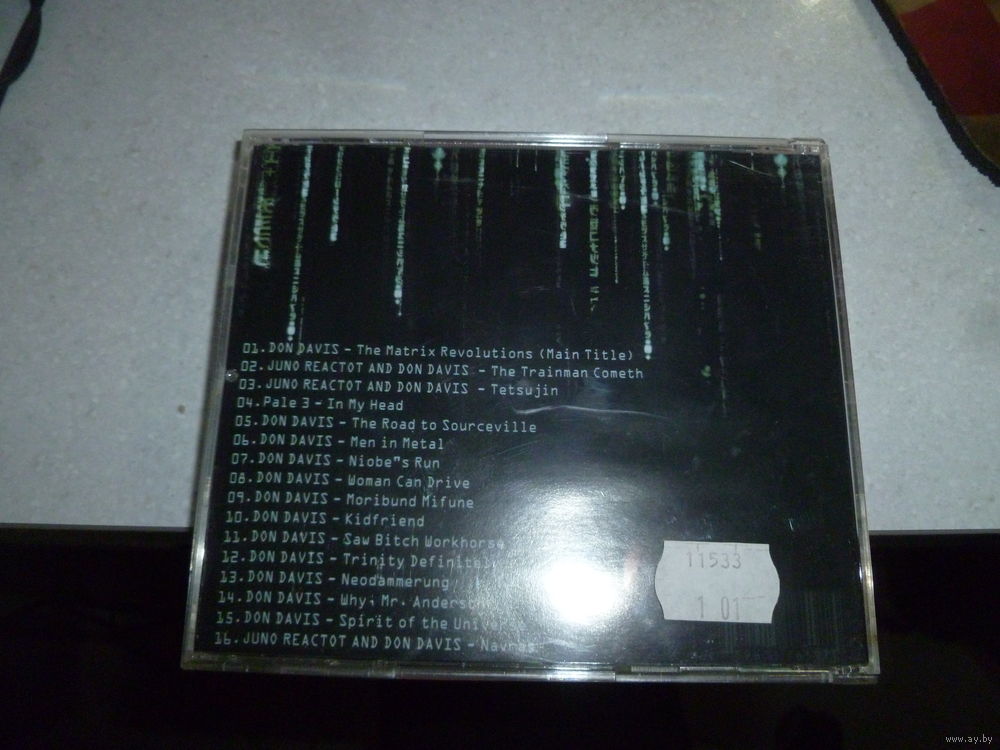 01.DON DAVIS - The Matrix Revolutions (Main Title)
02.JUNO REACTOT AND DON DAVIS - The Trainman Cometh
03.JUNO REACTOT AND DON DAVIS - Tetsujin
04.Pale 3 - In My Head
05.DON DAVIS - The Road to Sourceville
06.DON DAVIS - Men in Metal
07.DON DAVIS - Niobe"s Run
08.DON DAVIS - Woman Can Drive
09.DON DAVIS - Moribund Mifune
10.DON DAVIS - Kidfriend
11.DON DAVIS - Saw Bitch Workhorse
12.DON DAVIS - Trinity
13.DON DAVIS - Neodammerung
14.DON DAVIS - Why, Mr.
15.DON DAVIS - Spirit of the
16.JUNO REACTOT AND DON DAVIS - Navras
11533
1 01
www.ay.by